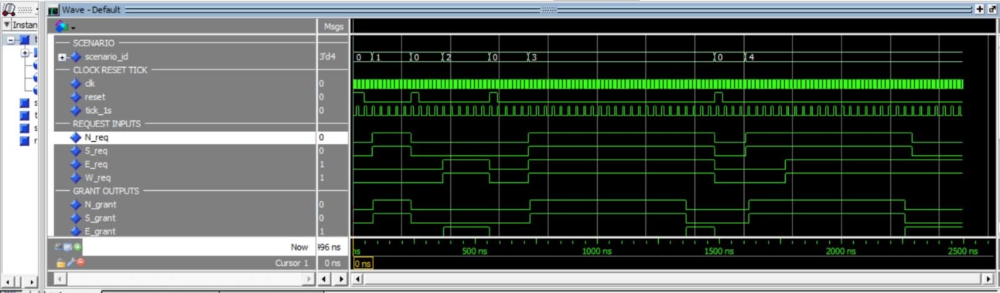 Wave - Default
Instan
Msgs
SCENARIO
scenario_id 3'd4 0 1 0 2 0 3 0 4
CLOCK RESET TICK
clk 0
reset 0
tick_1s 0
REQUEST INPUTS
N_req 0
S_req 0
E_req 1
W_req 1
GRANT OUTPUTS
N_grant 0
S_grant 0
E_grant 1
Now 496 ns ns 500 ns 1000 ns 1500 ns 2000 ns 2500 ns
Cursor 1 0 ns 0 ns